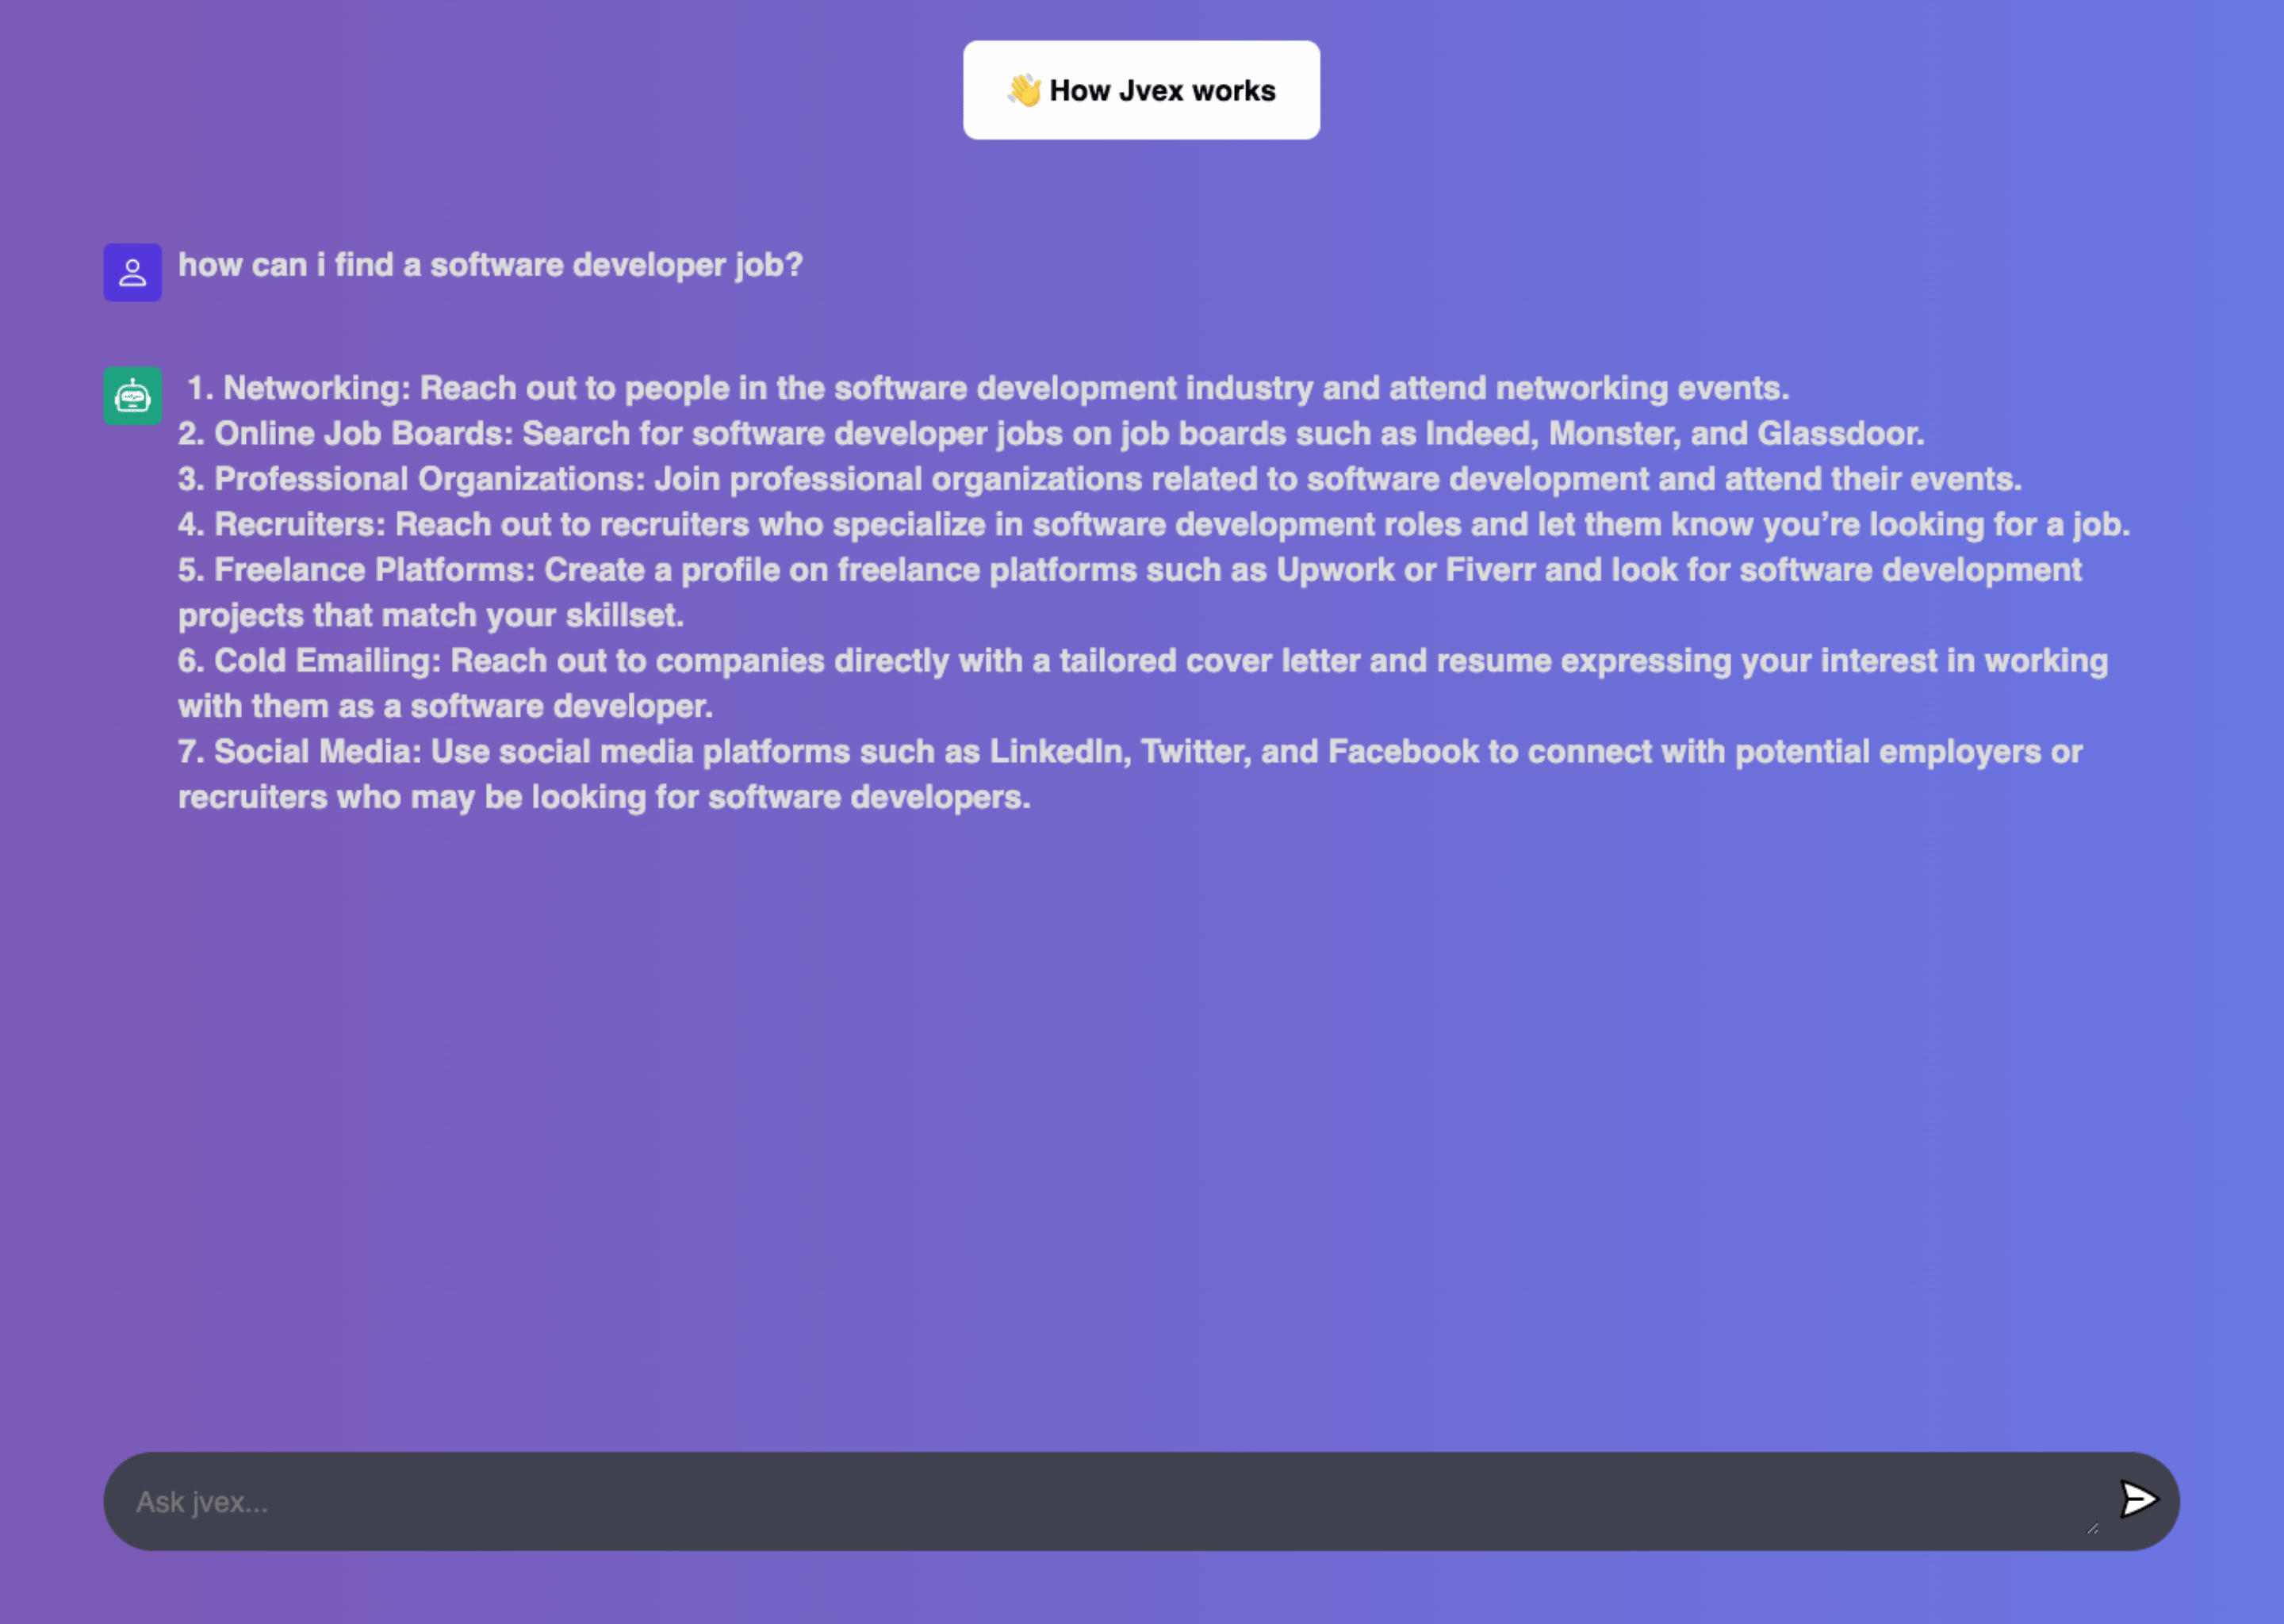 👋 How Jvex works
how can i find a software developer job?
1. Networking: Reach out to people in the software development industry and attend networking events.
2. Online Job Boards: Search for software developer jobs on job boards such as Indeed, Monster, and Glassdoor.
3. Professional Organizations: Join professional organizations related to software development and attend their events.
4. Recruiters: Reach out to recruiters who specialize in software development roles and let them know you’re looking for a job.
5. Freelance Platforms: Create a profile on freelance platforms such as Upwork or Fiverr and look for software development
projects that match your skillset.
6. Cold Emailing: Reach out to companies directly with a tailored cover letter and resume expressing your interest in working
with them as a software developer.
7. Social Media: Use social media platforms such as LinkedIn, Twitter, and Facebook to connect with potential employers or
recruiters who may be looking for software developers.
Ask jvex...